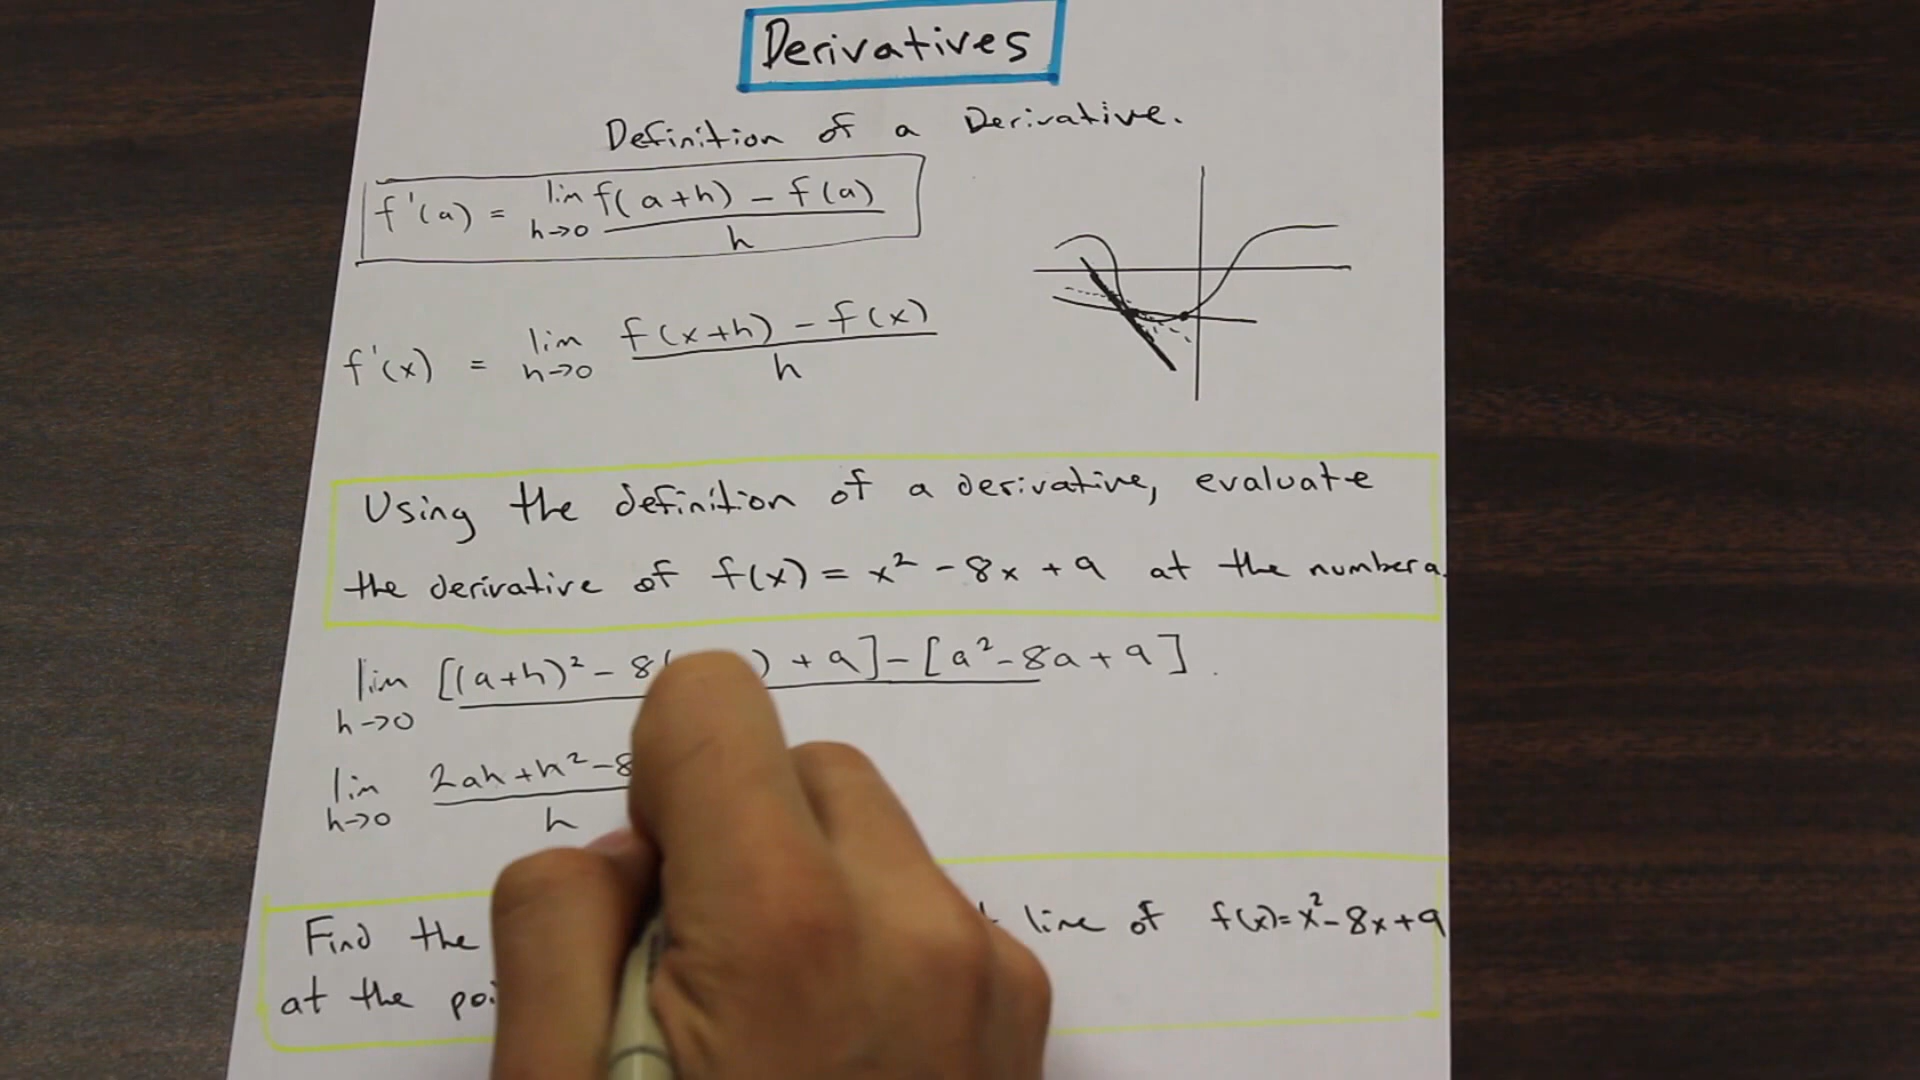 Derivatives
Definition of a Derivative.
f'(a) = lim h→0 f(a+h) - f(a) / h
f'(x) = lim h→0 f(x+h) - f(x) / h
Using the definition of a derivative, evaluate
the derivative of f(x) = x² - 8x + 9 at the number a.
lim h→0 [(a+h)² - 8( ) + 9] - [a² - 8a + 9]
lim h→0 2ah + h² - 8 / h
Find the line of f(x)=x²-8x+9
at the